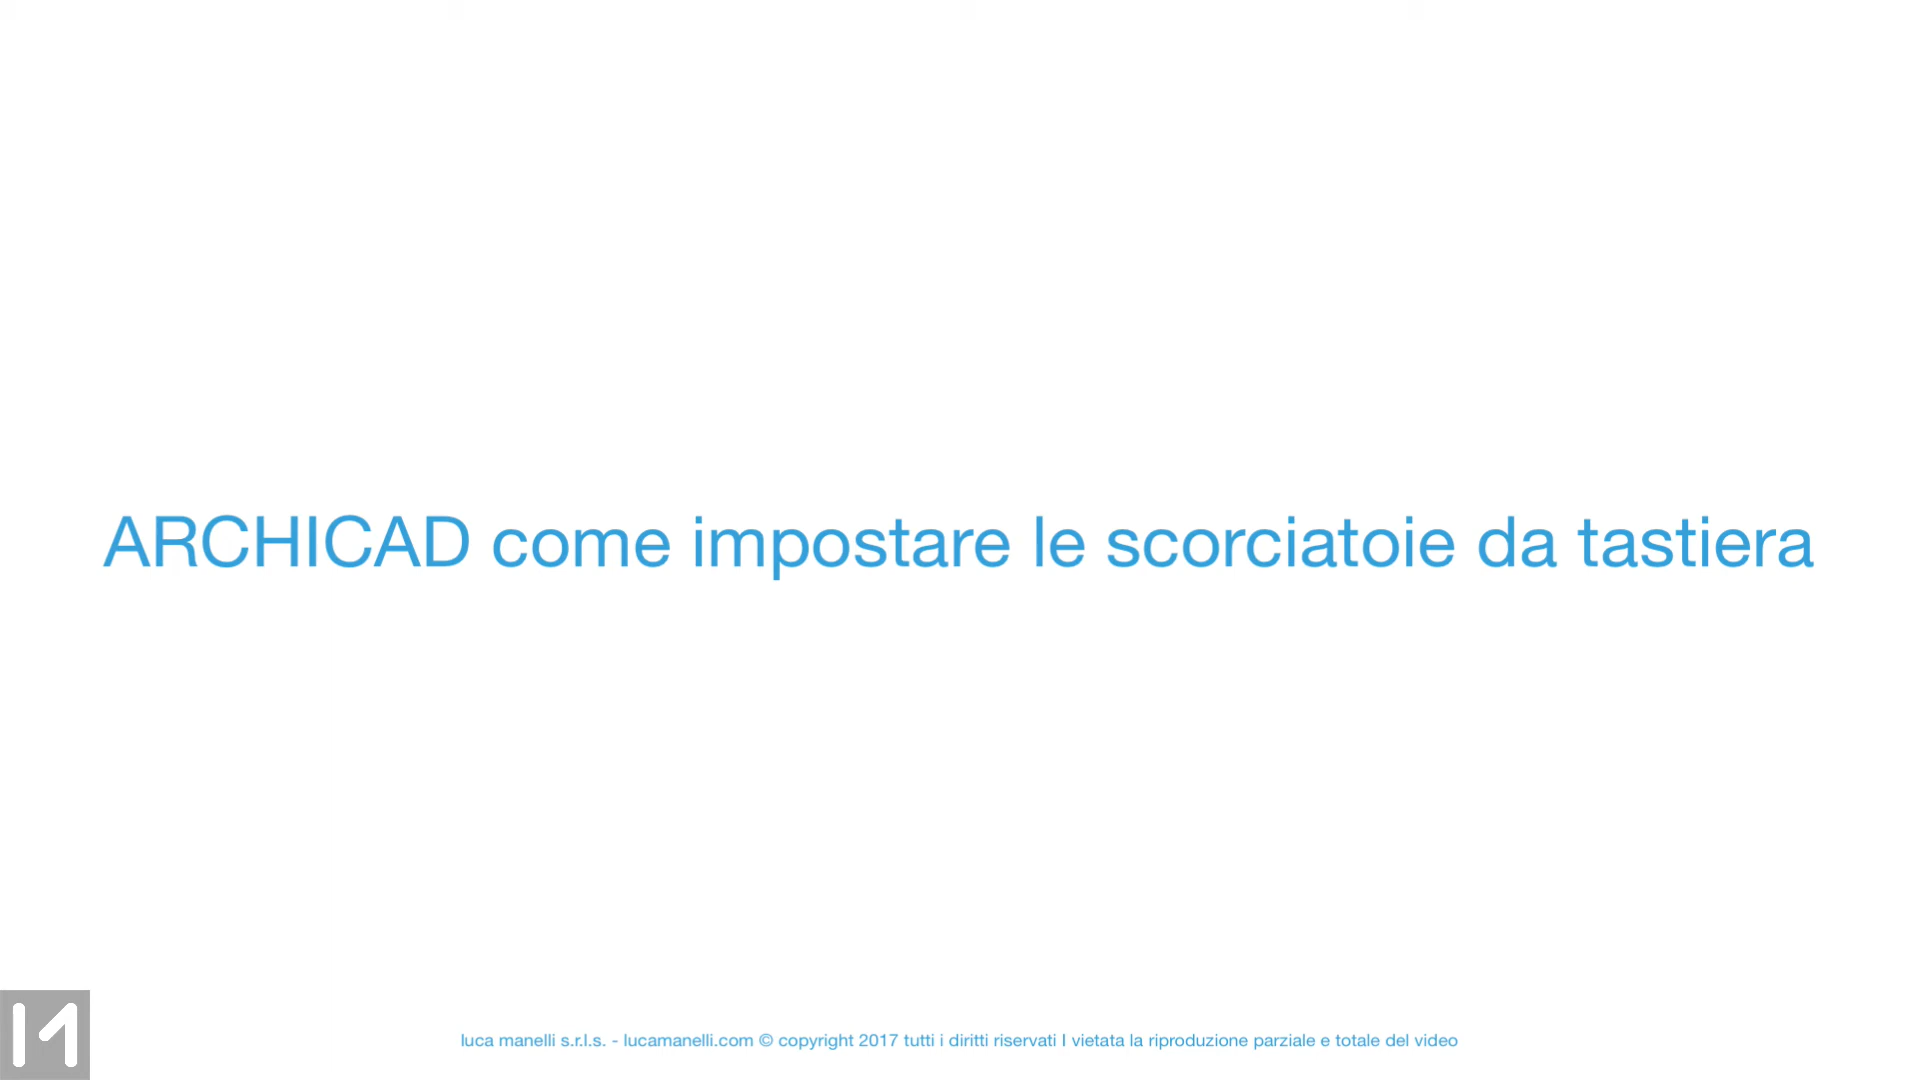 ARCHICAD come impostare le scorciatoie da tastiera
luca manelli s.r.l.s. - lucamanelli.com © copyright 2017 tutti i diritti riservati I vietata la riproduzione parziale e totale del video